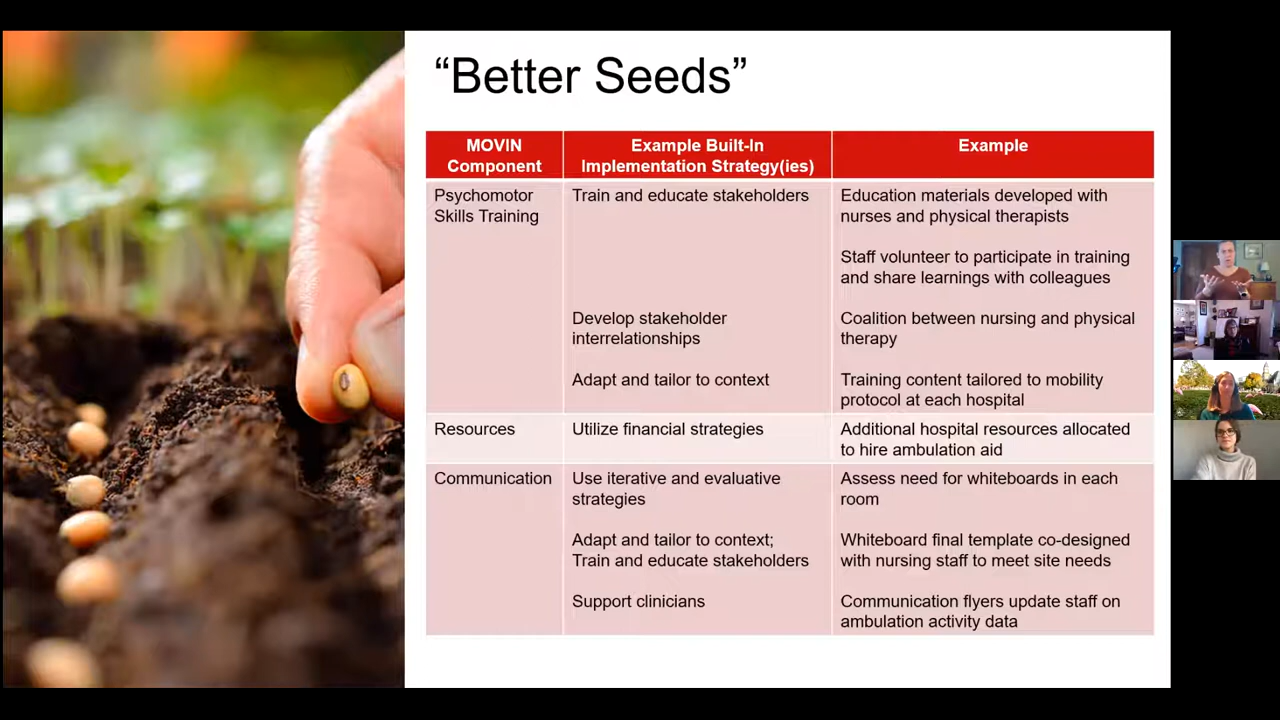 “Better Seeds”
MOVIN
Component
Example Built-In
Implementation Strategy(ies)
Example
Psychomotor
Skills Training
Train and educate stakeholders
Education materials developed with
nurses and physical therapists
Staff volunteer to participate in training
and share learnings with colleagues
Develop stakeholder
interrelationships
Coalition between nursing and physical
therapy
Adapt and tailor to context
Training content tailored to mobility
protocol at each hospital
Resources
Utilize financial strategies
Additional hospital resources allocated
to hire ambulation aid
Communication
Use iterative and evaluative
strategies
Assess need for whiteboards in each
room
Adapt and tailor to context;
Train and educate stakeholders
Whiteboard final template co-designed
with nursing staff to meet site needs
Support clinicians
Communication flyers update staff on
ambulation activity data